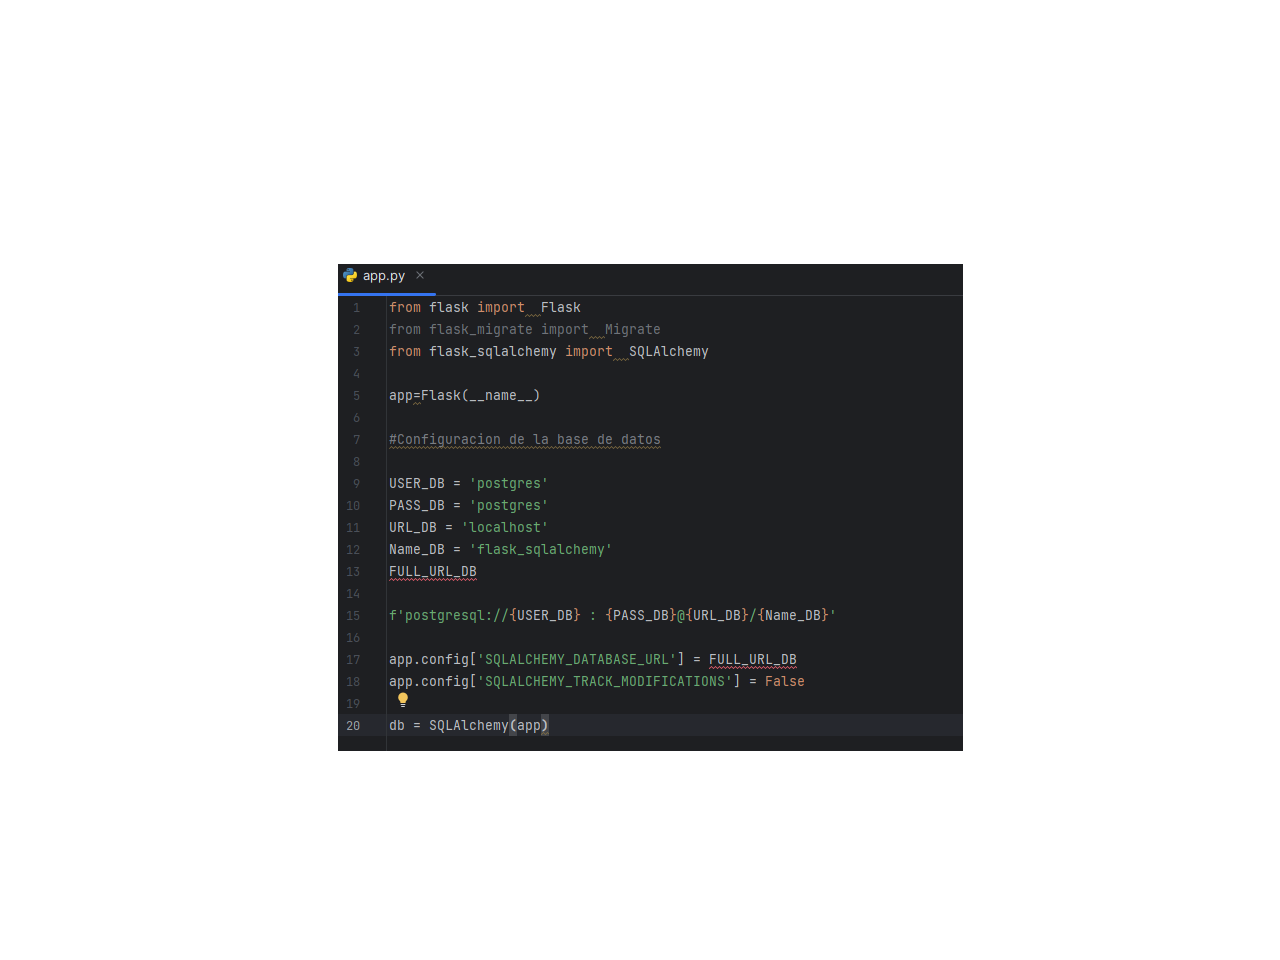 app.py ×
1 from flask import  Flask
2 from flask_migrate import  Migrate
3 from flask_sqlalchemy import  SQLAlchemy
4
5 app=Flask(__name__)
6
7 #Configuracion de la base de datos
8
9 USER_DB = 'postgres'
10 PASS_DB = 'postgres'
11 URL_DB = 'localhost'
12 Name_DB = 'flask_sqlalchemy'
13 FULL_URL_DB
14
15 f'postgresql://{USER_DB} : {PASS_DB}@{URL_DB}/{Name_DB}'
16
17 app.config['SQLALCHEMY_DATABASE_URL'] = FULL_URL_DB
18 app.config['SQLALCHEMY_TRACK_MODIFICATIONS'] = False
19
20 db = SQLAlchemy(app)